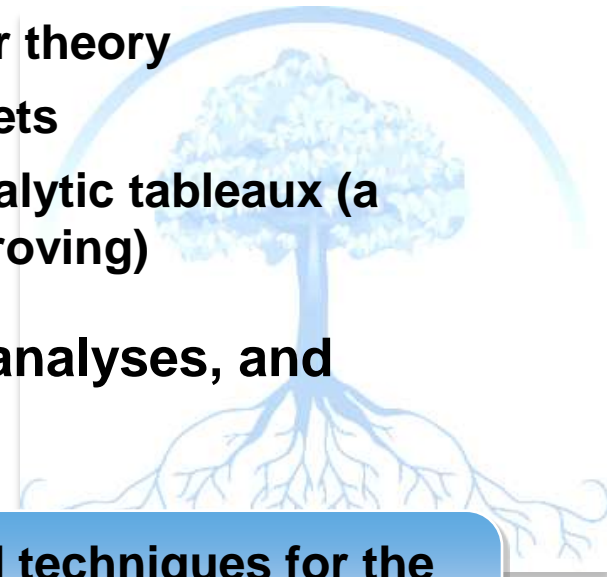 r theory
ets
alytic tableaux (a
roving)
analyses, and
l techniques for the